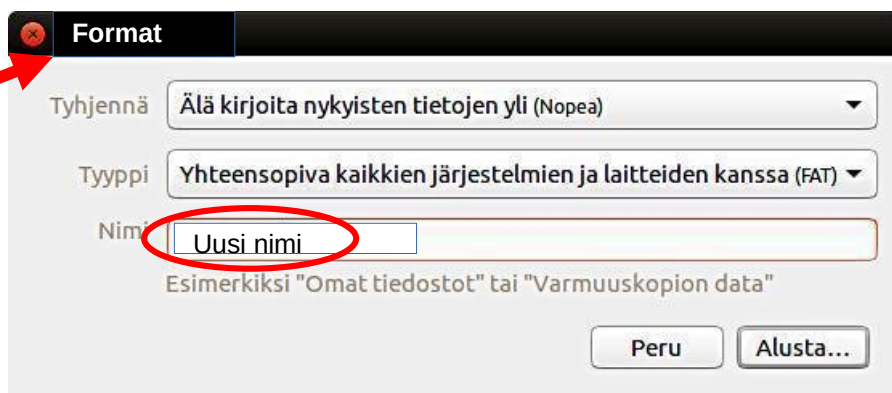 Format
Tyhjennä Älä kirjoita nykyisten tietojen yli (Nopea)
Tyyppi Yhteensopiva kaikkien järjestelmien ja laitteiden kanssa (FAT)
Nimi Uusi nimi
Esimerkiksi "Omat tiedostot" tai "Varmuuskopion data"
Peru Alusta...